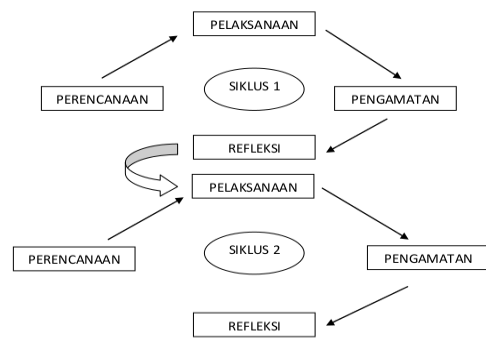 PELAKSANAAN
PERENCANAAN
SIKLUS 1
PENGAMATAN
REFLEKSI
PELAKSANAAN
PERENCANAAN
SIKLUS 2
PENGAMATAN
REFLEKSI